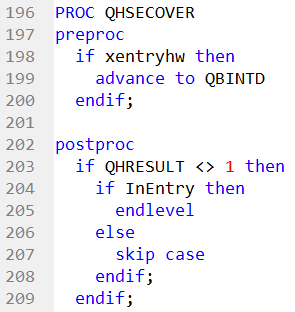 196 PROC QHSECOVER
197 preproc
198   if xentryhw then
199     advance to QBINTD
200   endif;
201
202 postproc
203   if QHRESULT <> 1 then
204     if InEntry then
205       endlevel
206     else
207       skip case
208     endif;
209   endif;